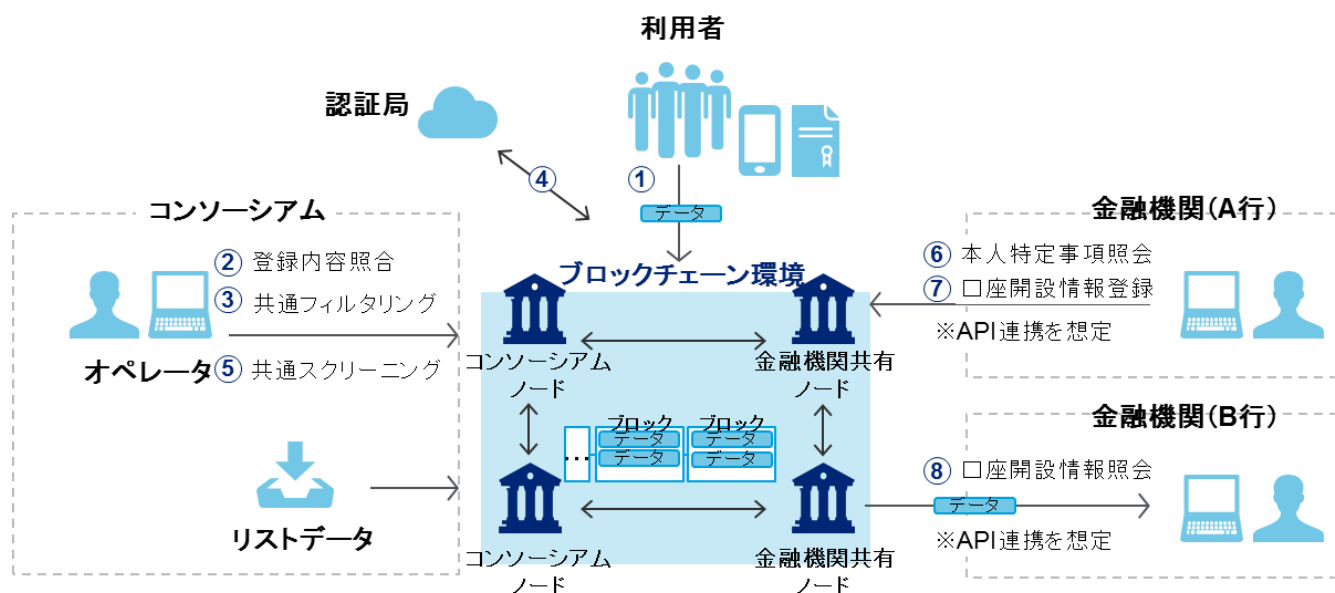 利用者
認証局
④
①
データ
コンソーシアム
② 登録内容照合
③ 共通フィルタリング
オペレータ
⑤ 共通スクリーニング
リストデータ
ブロックチェーン環境
コンソーシアム
ノード
金融機関共有
ノード
ブロック
データ
データ
ブロック
データ
データ
…
コンソーシアム
ノード
金融機関共有
ノード
金融機関(A行)
⑥ 本人特定事項照会
⑦ 口座開設情報登録
※API連携を想定
金融機関(B行)
⑧ 口座開設情報照会
データ
※API連携を想定